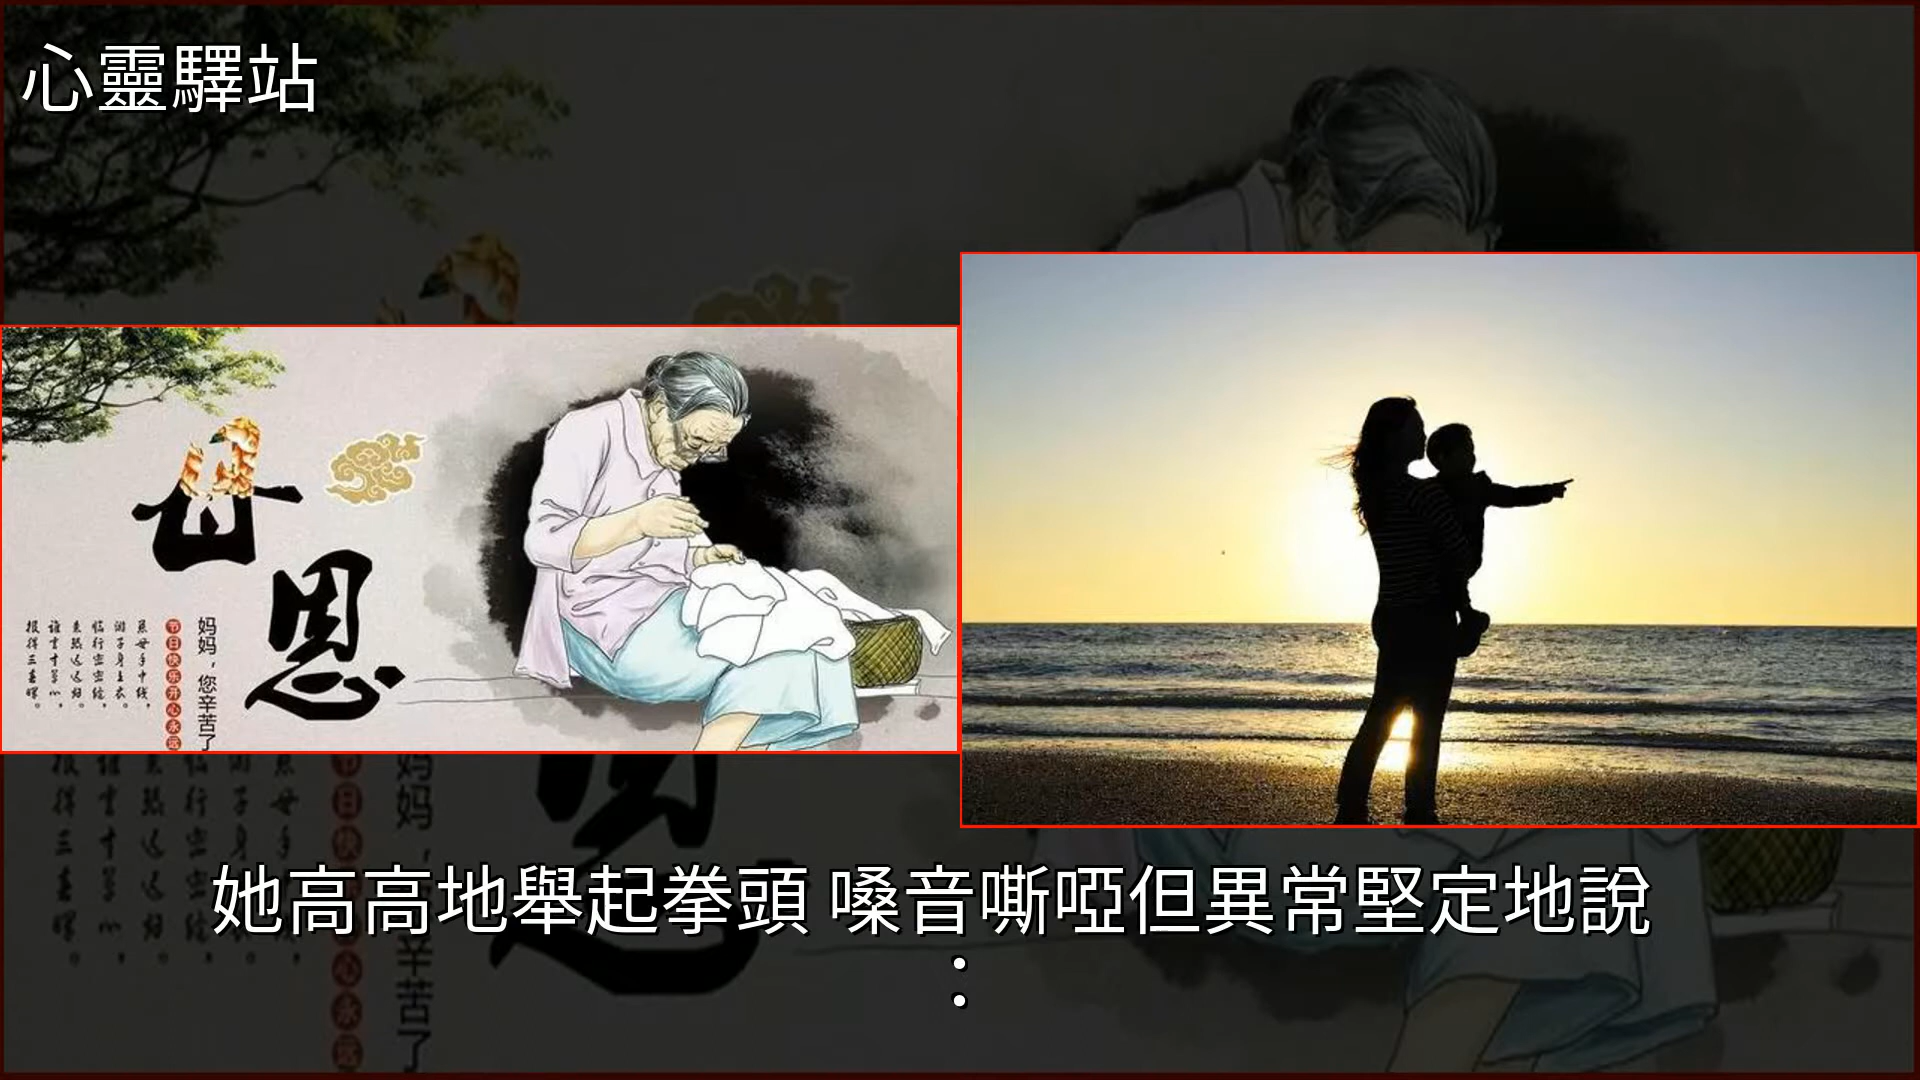 心靈驛站
母恩
妈妈，您辛苦了
节日快乐开心永远
慈母手中线，
游子身上衣。
临行密密缝，
意恐迟迟归。
谁言寸草心，
报得三春晖。
她高高地舉起拳頭 嗓音嘶啞但異常堅定地說
：